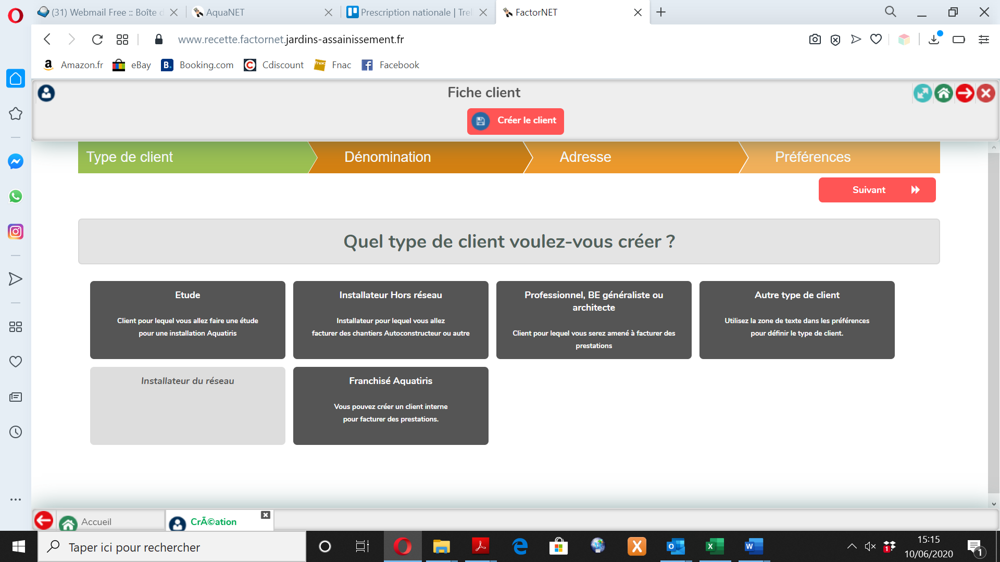 (31) Webmail Free :: Boîte d
AquaNET
Prescription nationale | Trel
FactorNET
www.recette.factornet.jardins-assainissement.fr
Amazon.fr
eBay
Booking.com
Cdiscount
Fnac
Facebook
Fiche client
Créer le client
Type de client
Dénomination
Adresse
Préférences
Suivant
Quel type de client voulez-vous créer ?
Etude
Client pour lequel vous allez faire une étude
pour une installation Aquatiris
Installateur Hors réseau
Installateur pour lequel vous allez
facturer des chantiers Autoconstructeur ou autre
Professionnel, BE généraliste ou
architecte
Client pour lequel vous serez amené à facturer des
prestations
Autre type de client
Utilisez la zone de texte dans les préférences
pour définir le type de client.
Installateur du réseau
Franchisé Aquatiris
Vous pouvez créer un client interne
pour facturer des prestations.
Accueil
CrÃ©ation
Taper ici pour rechercher
15:15
10/06/2020
1